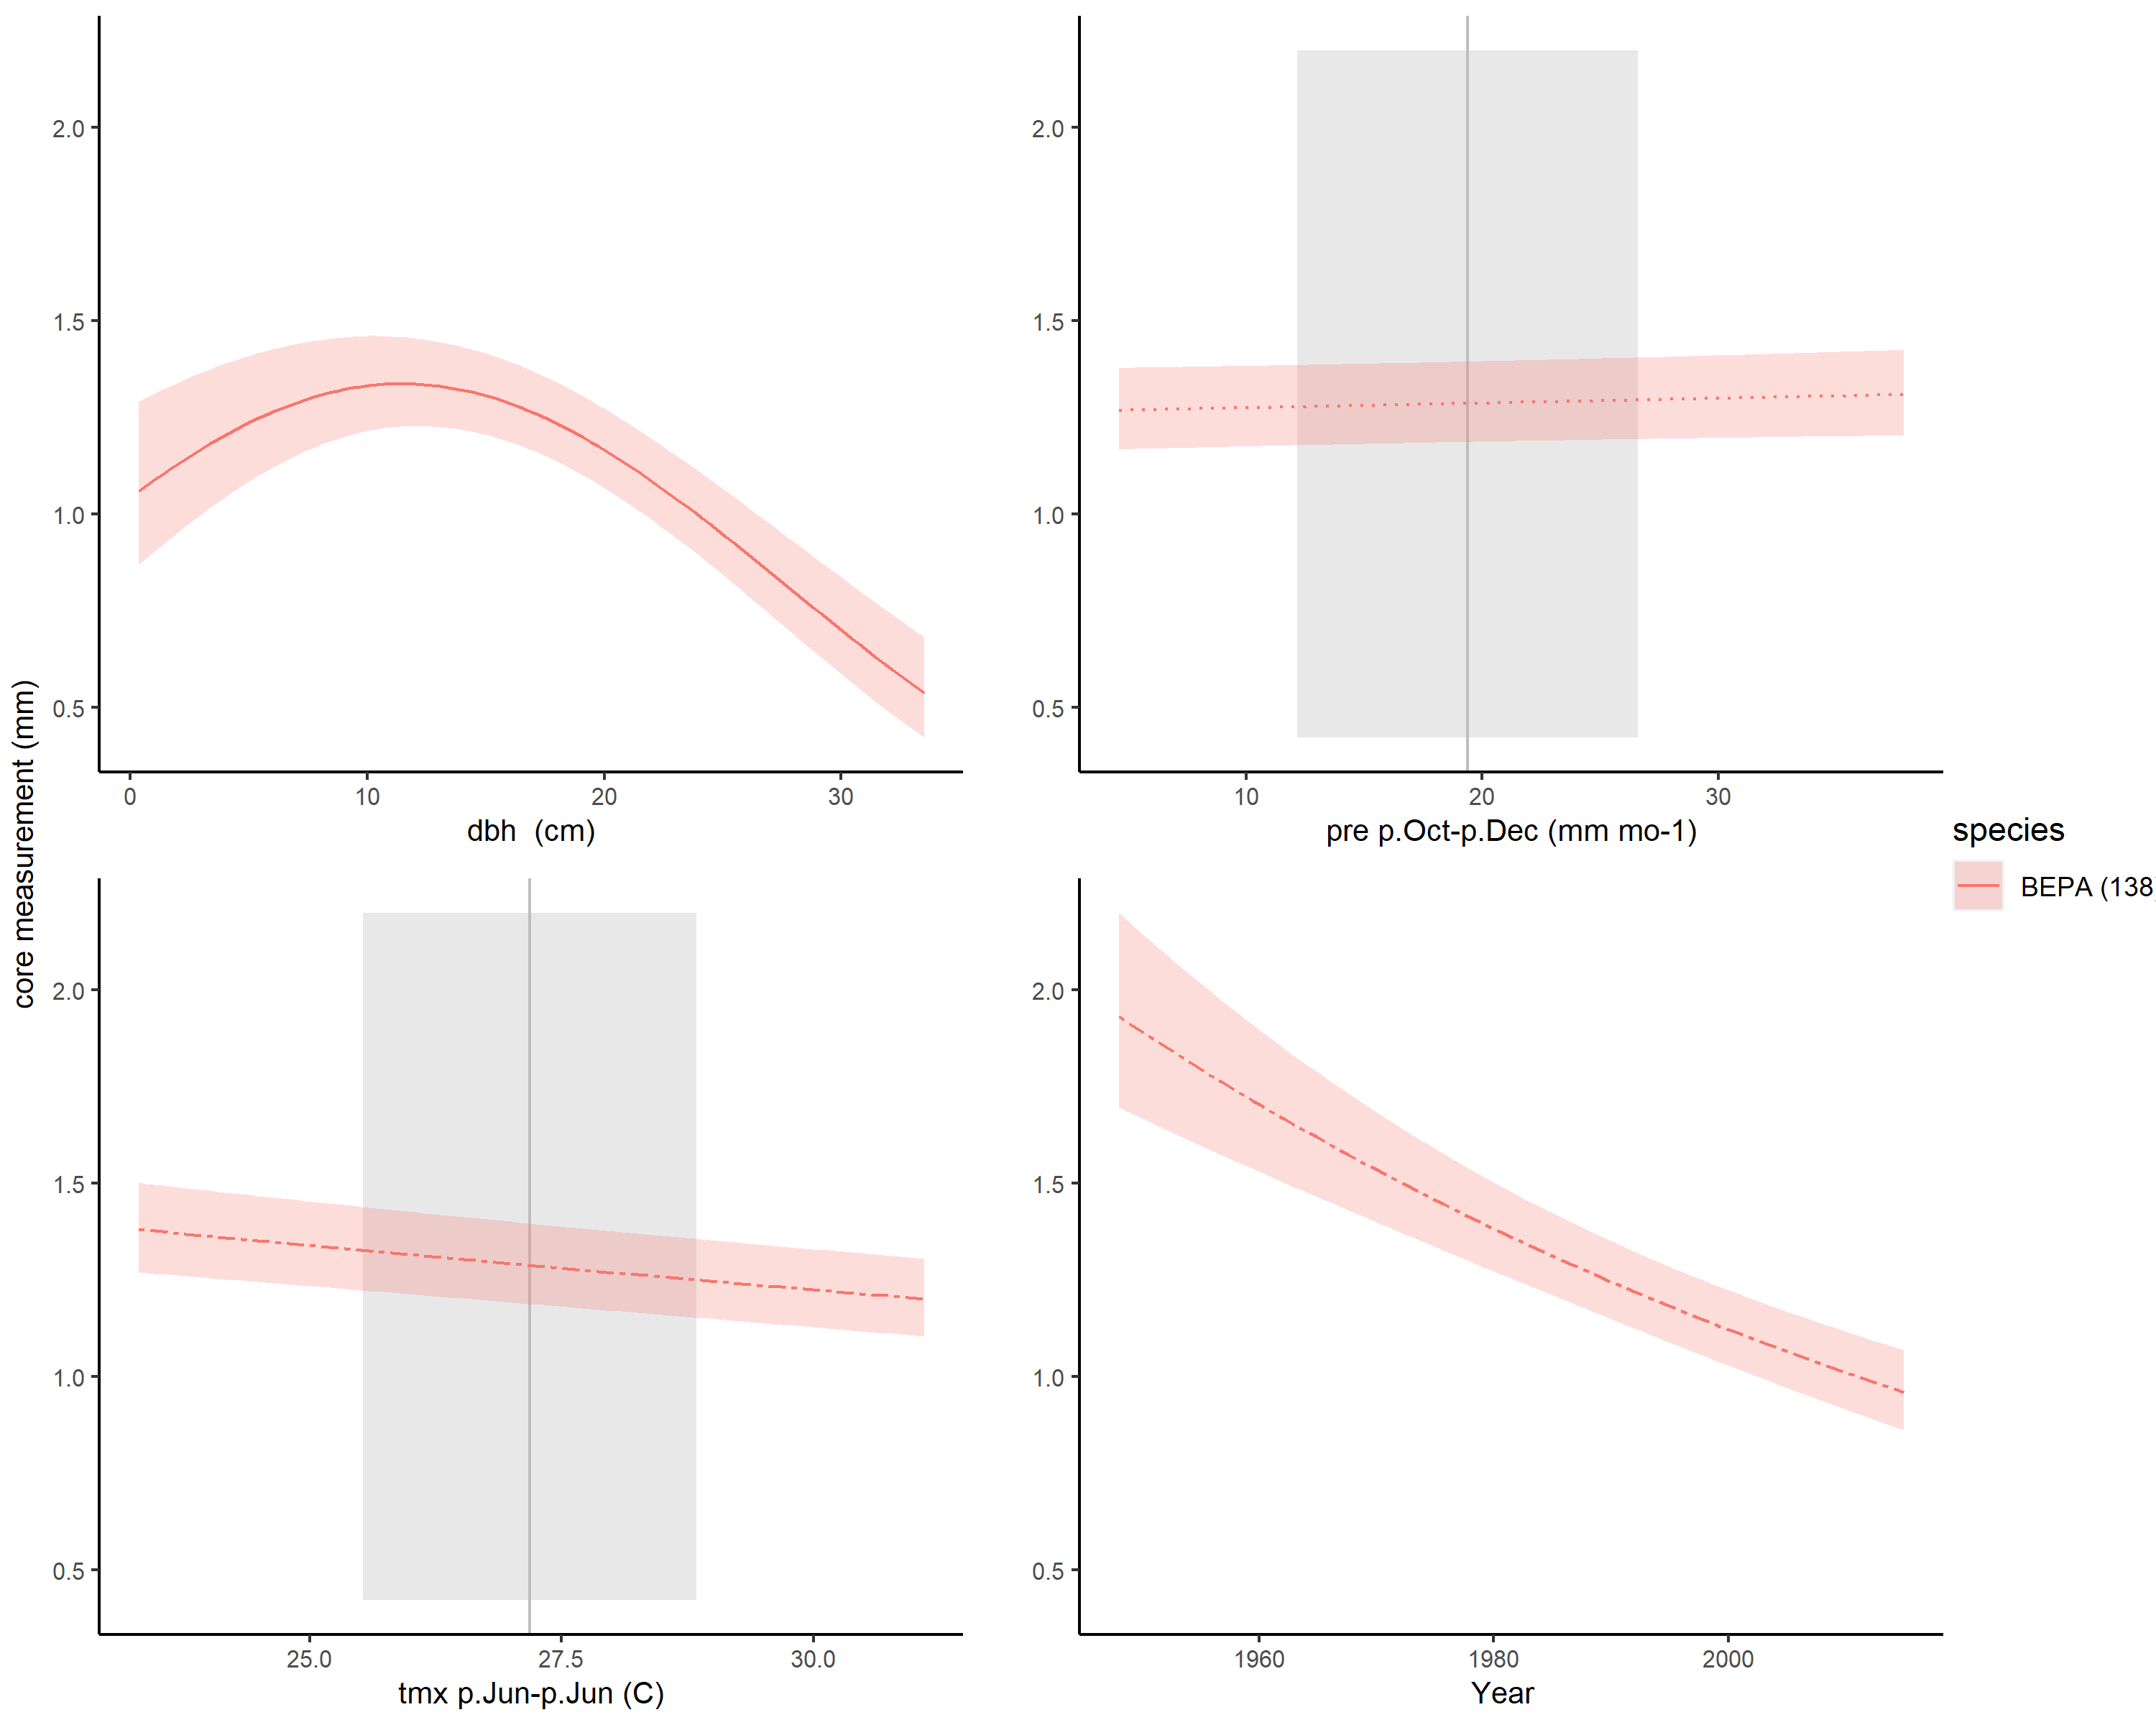 core measurement (mm)
2.0
1.5
1.0
0.5
0 10 20 30
dbh  (cm)
2.0
1.5
1.0
0.5
10 20 30
pre p.Oct-p.Dec (mm mo-1)
2.0
1.5
1.0
0.5
25.0 27.5 30.0
tmx p.Jun-p.Jun (C)
2.0
1.5
1.0
0.5
1960 1980 2000
Year
species
BEPA (138)